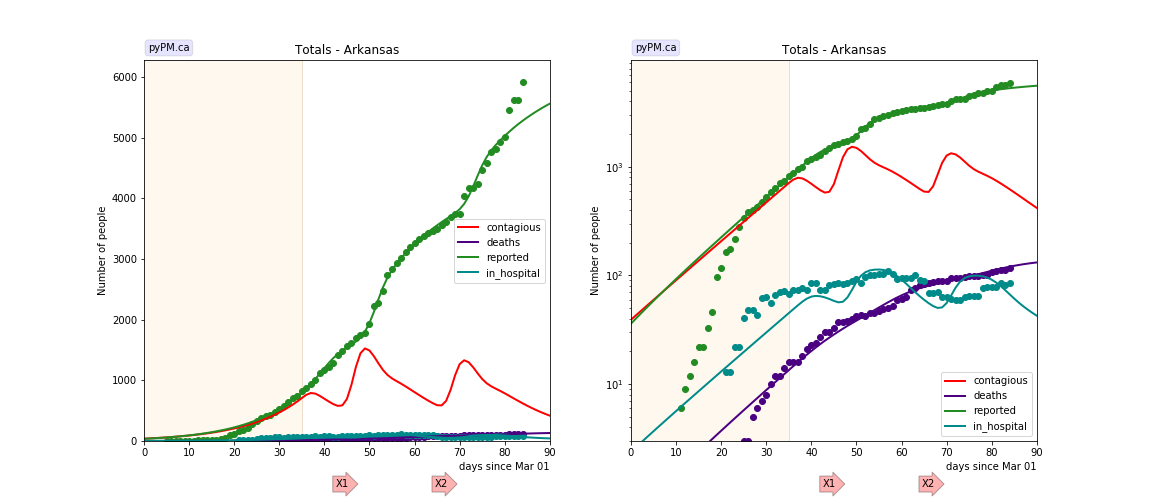 pyPM.ca
Totals - Arkansas
Number of people
6000
5000
4000
3000
2000
1000
0
0 10 20 30 40 50 60 70 80 90
days since Mar 01
contagious
deaths
reported
in_hospital
X1
X2
pyPM.ca
Totals - Arkansas
Number of people
10³
10²
10¹
0 10 20 30 40 50 60 70 80 90
days since Mar 01
contagious
deaths
reported
in_hospital
X1
X2